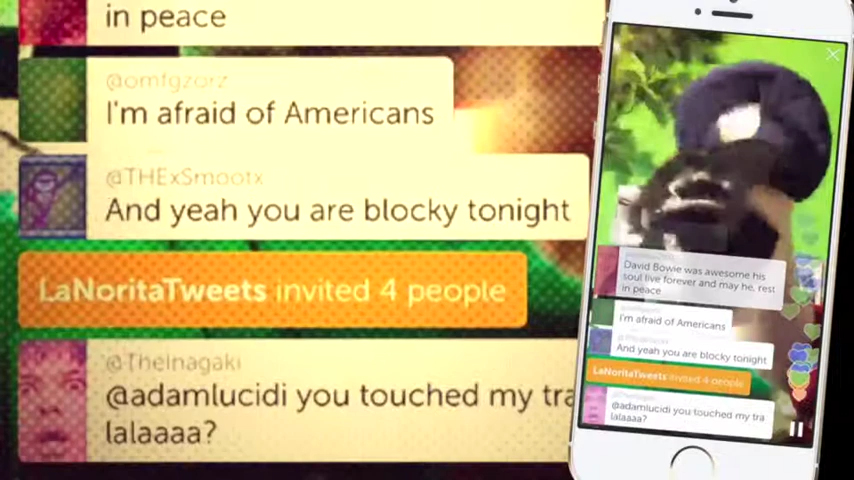 in peace
@omfgzorz
I'm afraid of Americans
@THExSmootx
And yeah you are blocky tonight
LaNoritaTweets invited 4 people
@TheInagaki
@adamlucidi you touched my tra
lalaaaa?
David Bowie was awesome his
soul live forever and may he, rest
in peace
I'm afraid of Americans
And yeah you are blocky tonight
LaNoritaTweets invited 4 people
@adamlucidi you touched my tra
lalaaaa?